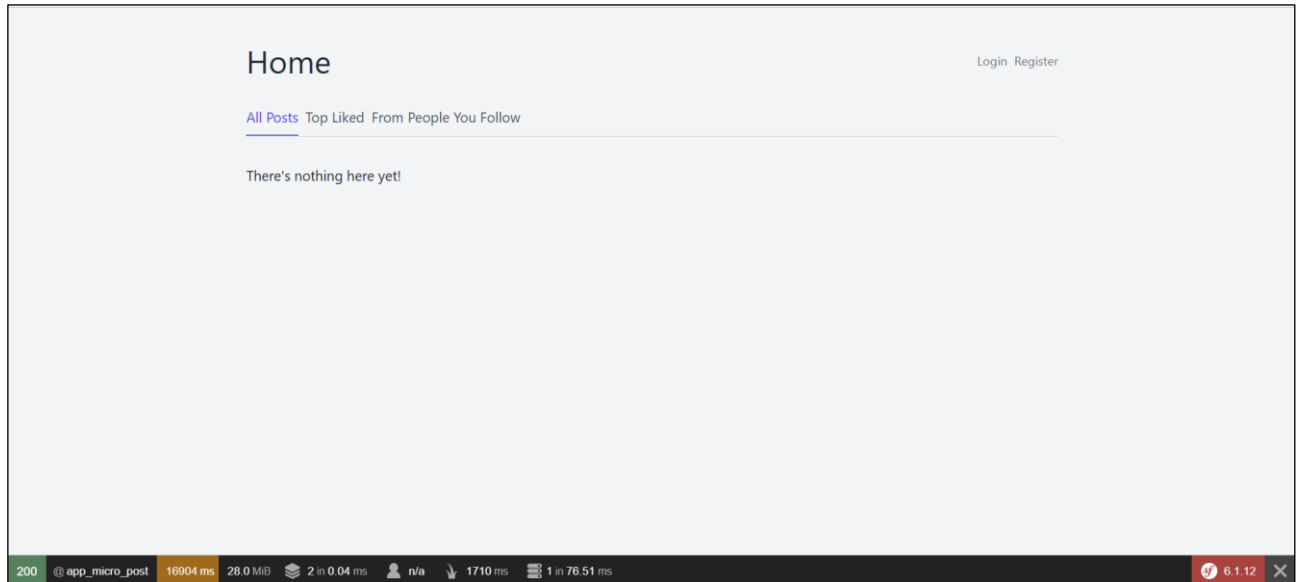 Home
Login Register
All Posts Top Liked From People You Follow
There's nothing here yet!
200 @ app_micro_post 16904 ms 28.0 MiB 2 in 0.04 ms n/a 1710 ms 1 in 76.51 ms sf 6.1.12